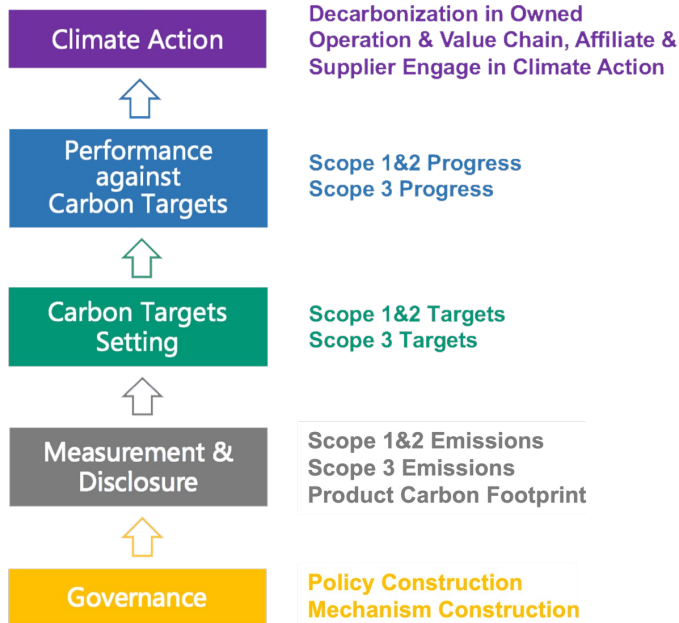 Climate Action
Decarbonization in Owned
Operation & Value Chain, Affiliate &
Supplier Engage in Climate Action
Performance
against
Carbon Targets
Scope 1&2 Progress
Scope 3 Progress
Carbon Targets
Setting
Scope 1&2 Targets
Scope 3 Targets
Measurement &
Disclosure
Scope 1&2 Emissions
Scope 3 Emissions
Product Carbon Footprint
Governance
Policy Construction
Mechanism Construction